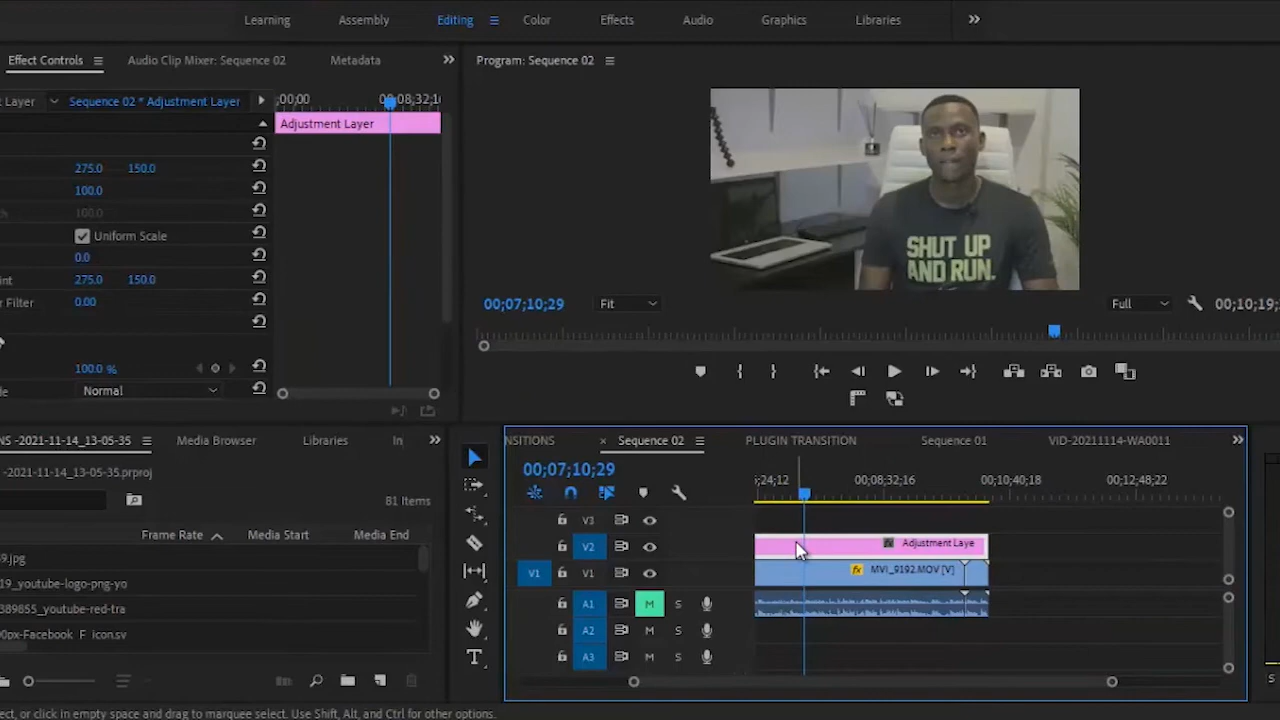 Learning Assembly Editing Color Effects Audio Graphics Libraries
Effect Controls Audio Clip Mixer: Sequence 02 Metadata
Program: Sequence 02
Layer Sequence 02 * Adjustment Layer
;00;00 00;08;32;1
Adjustment Layer
275.0 150.0
100.0
100.0
Uniform Scale
0.0
275.0 150.0
r Filter 0.00
100.0 %
Normal
SHUT UP
AND RUN.
00;07;10;29 Fit Full 00;10;19;
NS -2021-11-14_13-05-35 Media Browser Libraries In
-2021-11-14_13-05-35.prproj
81 Items
Frame Rate Media Start Media End
59.jpg
19_youtube-logo-png-yo
389855_youtube-red-tra
00px-Facebook_F_icon.sv
NSITIONS × Sequence 02 PLUGIN TRANSITION Sequence 01 VID-20211114-WA0011
00;07;10;29
;24;12 00;08;32;16 00;10;40;18 00;12;48;22
V3
V2 Adjustment Laye
V1 V1 fx MVI_9192.MOV [V]
A1 M S
A2 M S
A3 M S
T
S
ct, or click in empty space and drag to marquee select. Use Shift, Alt, and Ctrl for other options.